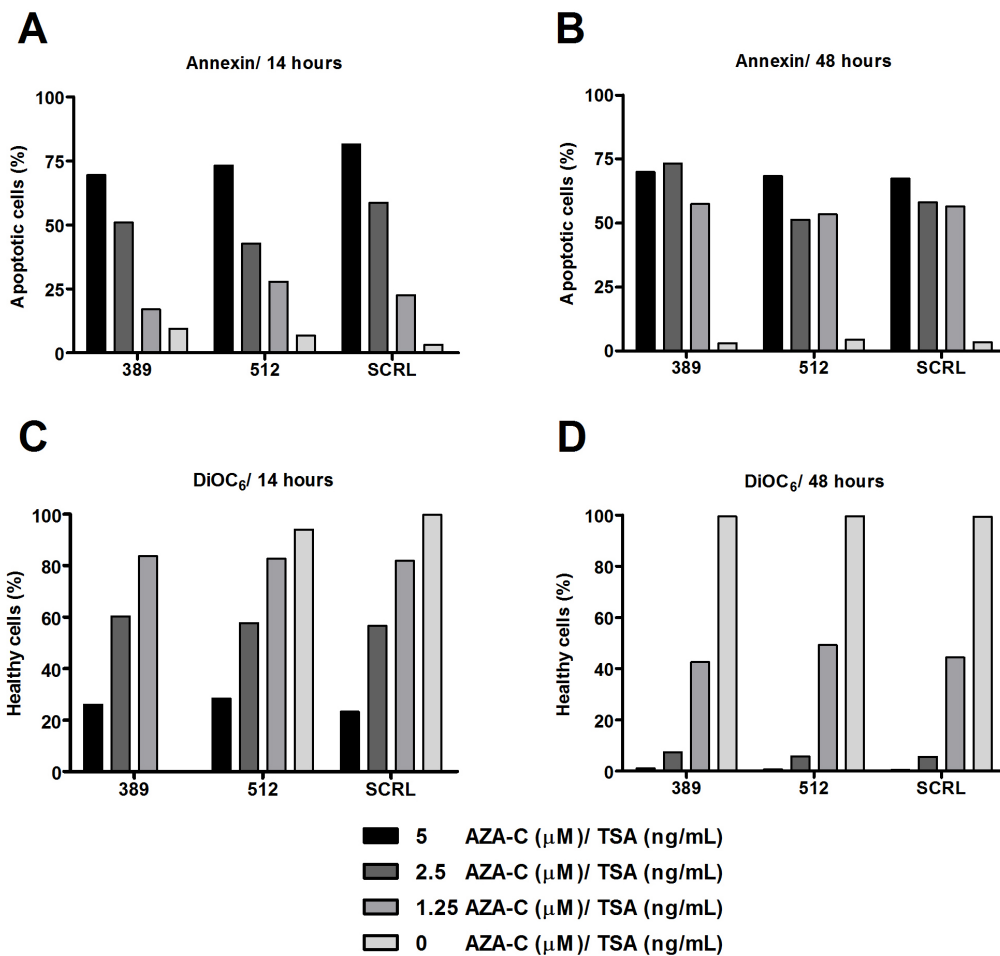 A
Annexin/ 14 hours
Apoptotic cells (%)
100
75
50
25
0
389 512 SCRL
B
Annexin/ 48 hours
Apoptotic cells (%)
100
75
50
25
0
389 512 SCRL
C
DiOC₆/ 14 hours
Healthy cells (%)
100
80
60
40
20
0
389 512 SCRL
D
DiOC₆/ 48 hours
Healthy cells (%)
100
80
60
40
20
0
389 512 SCRL
5 AZA-C (μM)/ TSA (ng/mL)
2.5 AZA-C (μM)/ TSA (ng/mL)
1.25 AZA-C (μM)/ TSA (ng/mL)
0 AZA-C (μM)/ TSA (ng/mL)